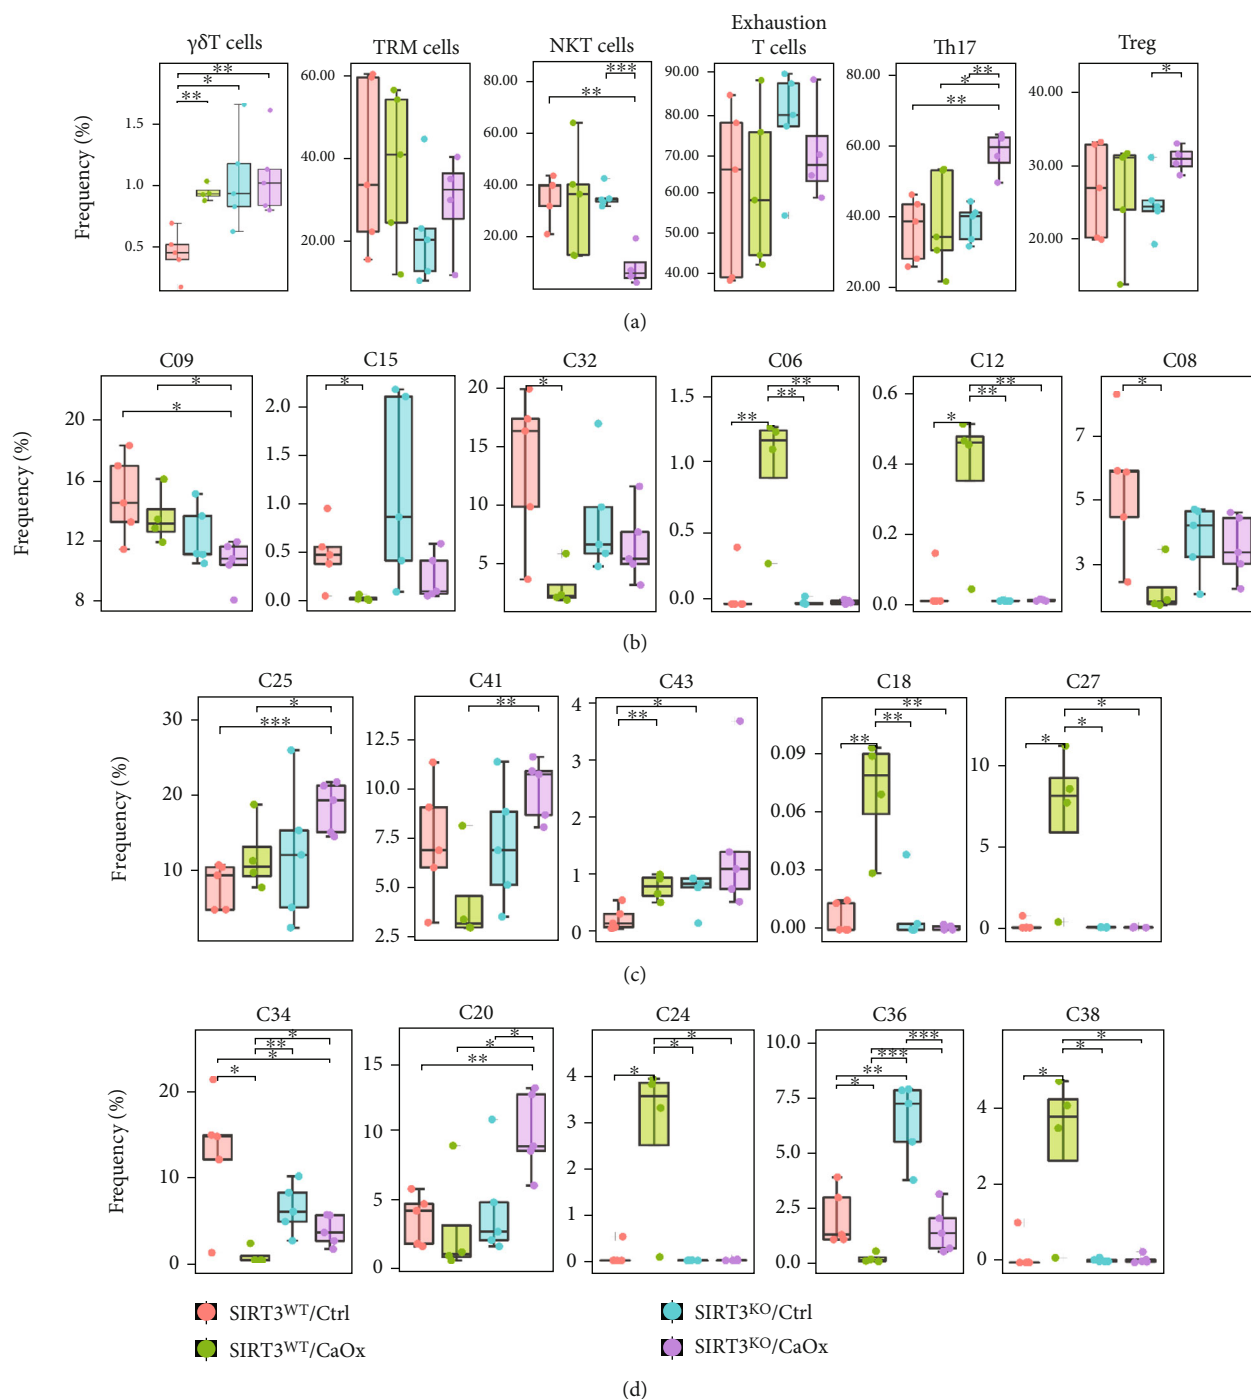 γδT cells TRM cells NKT cells Exhaustion T cells Th17 Treg
Frequency (%)
1.5 1.0 0.5
60.00 40.00 20.00
80.00 60.00 40.00 20.00
90.00 80.00 70.00 60.00 50.00 40.00
80.00 60.00 40.00 20.00
40.00 30.00 20.00
** * **
** ***
** * **
*
(a)
C09 C15 C32 C06 C12 C08
Frequency (%)
20 16 12 8
2.0 1.5 1.0 0.5 0.0
20 15 10 5
1.5 1.0 0.5 0.0
0.6 0.4 0.2 0.0
7 5 3
* *
*
*
** ** **
* ** **
*
(b)
C25 C41 C43 C18 C27
Frequency (%)
30 20 10
12.5 10.0 7.5 5.0 2.5
4 3 2 1 0
0.09 0.06 0.03 0.00
10 5 0
*** *
**
** *
** ** **
* * *
(c)
C34 C20 C24 C36 C38
Frequency (%)
20 10 0
15 10 5 0
4 3 2 1 0
10.0 7.5 5.0 2.5 0.0
4 2 0
* * ** *
** * *
* * *
* ** *** ***
* * *
SIRT3WT/Ctrl SIRT3KO/Ctrl
SIRT3WT/CaOx SIRT3KO/CaOx
(d)